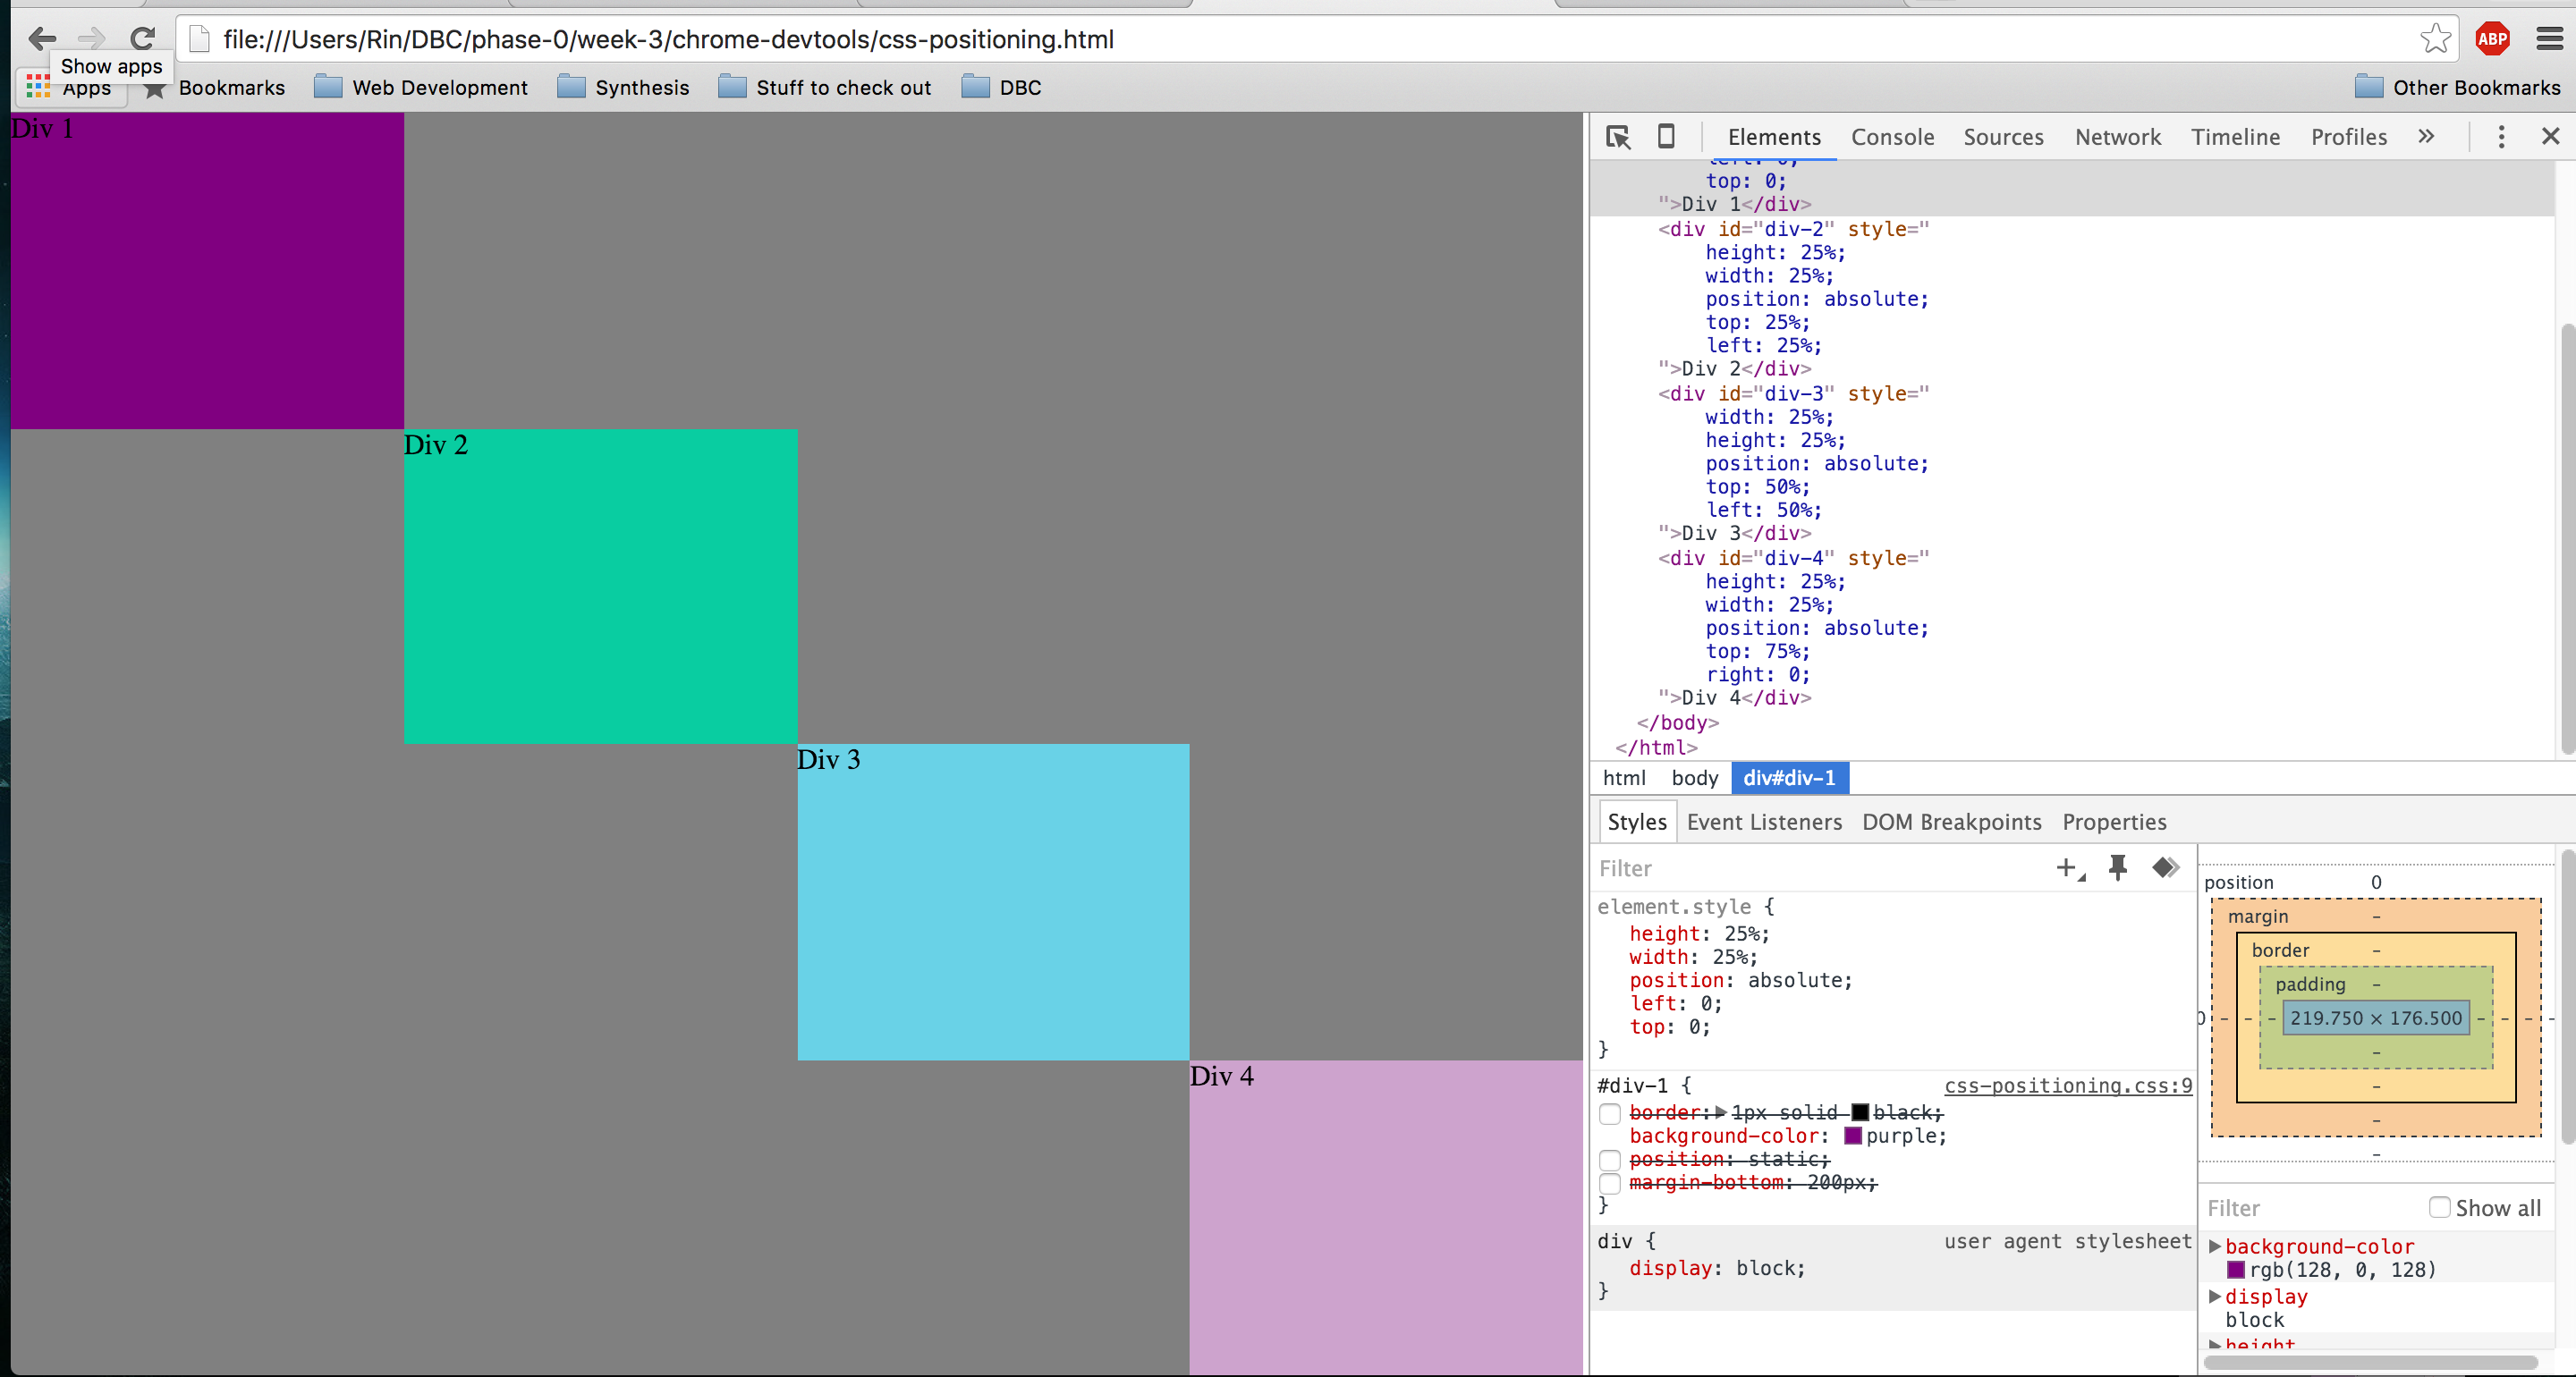 file:///Users/Rin/DBC/phase-0/week-3/chrome-devtools/css-positioning.html
ABP
Show apps
Apps
Bookmarks
Web Development
Synthesis
Stuff to check out
DBC
Other Bookmarks
Div 1
Div 2
Div 3
Div 4
Elements Console Sources Network Timeline Profiles »
left: 0;
top: 0;
">Div 1</div>
<div id="div-2" style="
height: 25%;
width: 25%;
position: absolute;
top: 25%;
left: 25%;
">Div 2</div>
<div id="div-3" style="
width: 25%;
height: 25%;
position: absolute;
top: 50%;
left: 50%;
">Div 3</div>
<div id="div-4" style="
height: 25%;
width: 25%;
position: absolute;
top: 75%;
right: 0;
">Div 4</div>
</body>
</html>
html body div#div-1
Styles Event Listeners DOM Breakpoints Properties
Filter
element.style {
height: 25%;
width: 25%;
position: absolute;
left: 0;
top: 0;
}
#div-1 { css-positioning.css:9
border: 1px solid black;
background-color: purple;
position: static;
margin-bottom: 200px;
}
div { user agent stylesheet
display: block;
}
position 0
margin -
border -
padding -
0 - - - 219.750 × 176.500 - - - -
-
-
-
-
Filter Show all
background-color
rgb(128, 0, 128)
display
block
height